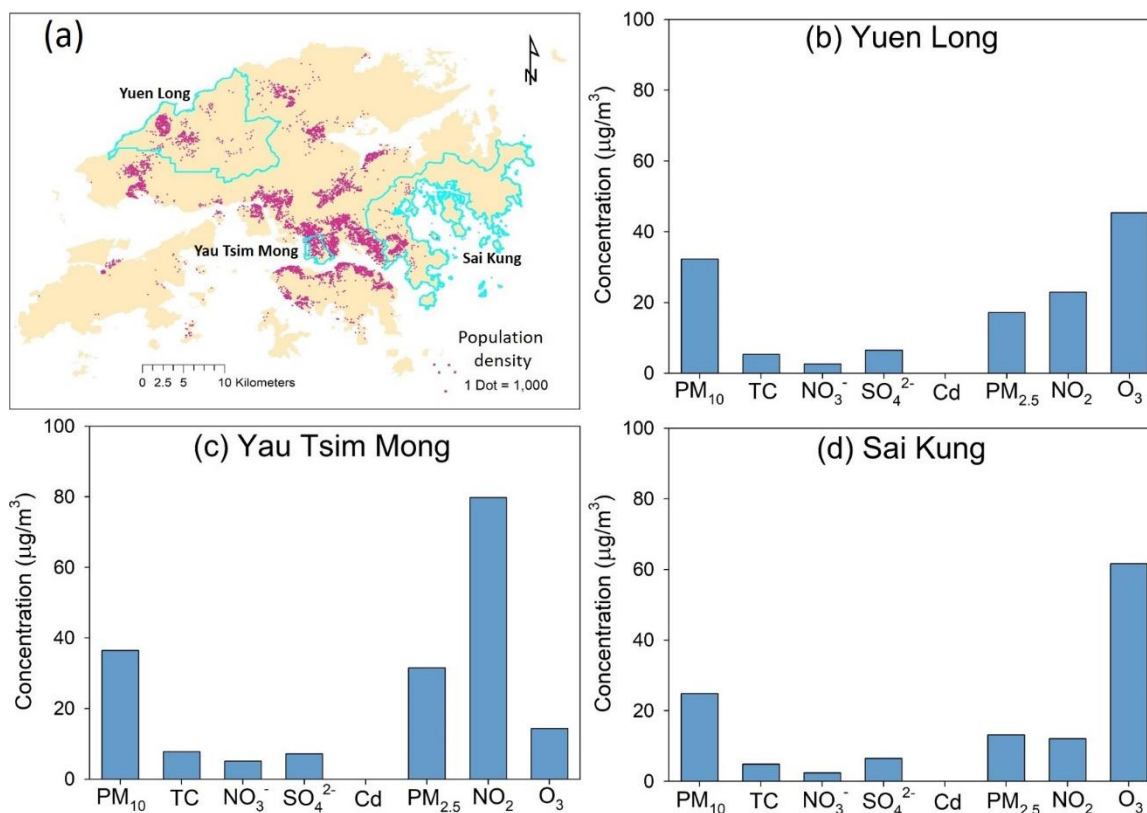 (a)
N
Yuen Long
Yau Tsim Mong
Sai Kung
Population
density
0 2.5 5 10 Kilometers
1 Dot = 1,000
(b) Yuen Long
Concentration (μg/m³)
100
80
60
40
20
0
PM₁₀ TC NO₃⁻ SO₄²⁻ Cd PM₂.₅ NO₂ O₃
(c) Yau Tsim Mong
Concentration (μg/m³)
100
80
60
40
20
0
PM₁₀ TC NO₃⁻ SO₄²⁻ Cd PM₂.₅ NO₂ O₃
(d) Sai Kung
Concentration (μg/m³)
100
80
60
40
20
0
PM₁₀ TC NO₃⁻ SO₄²⁻ Cd PM₂.₅ NO₂ O₃